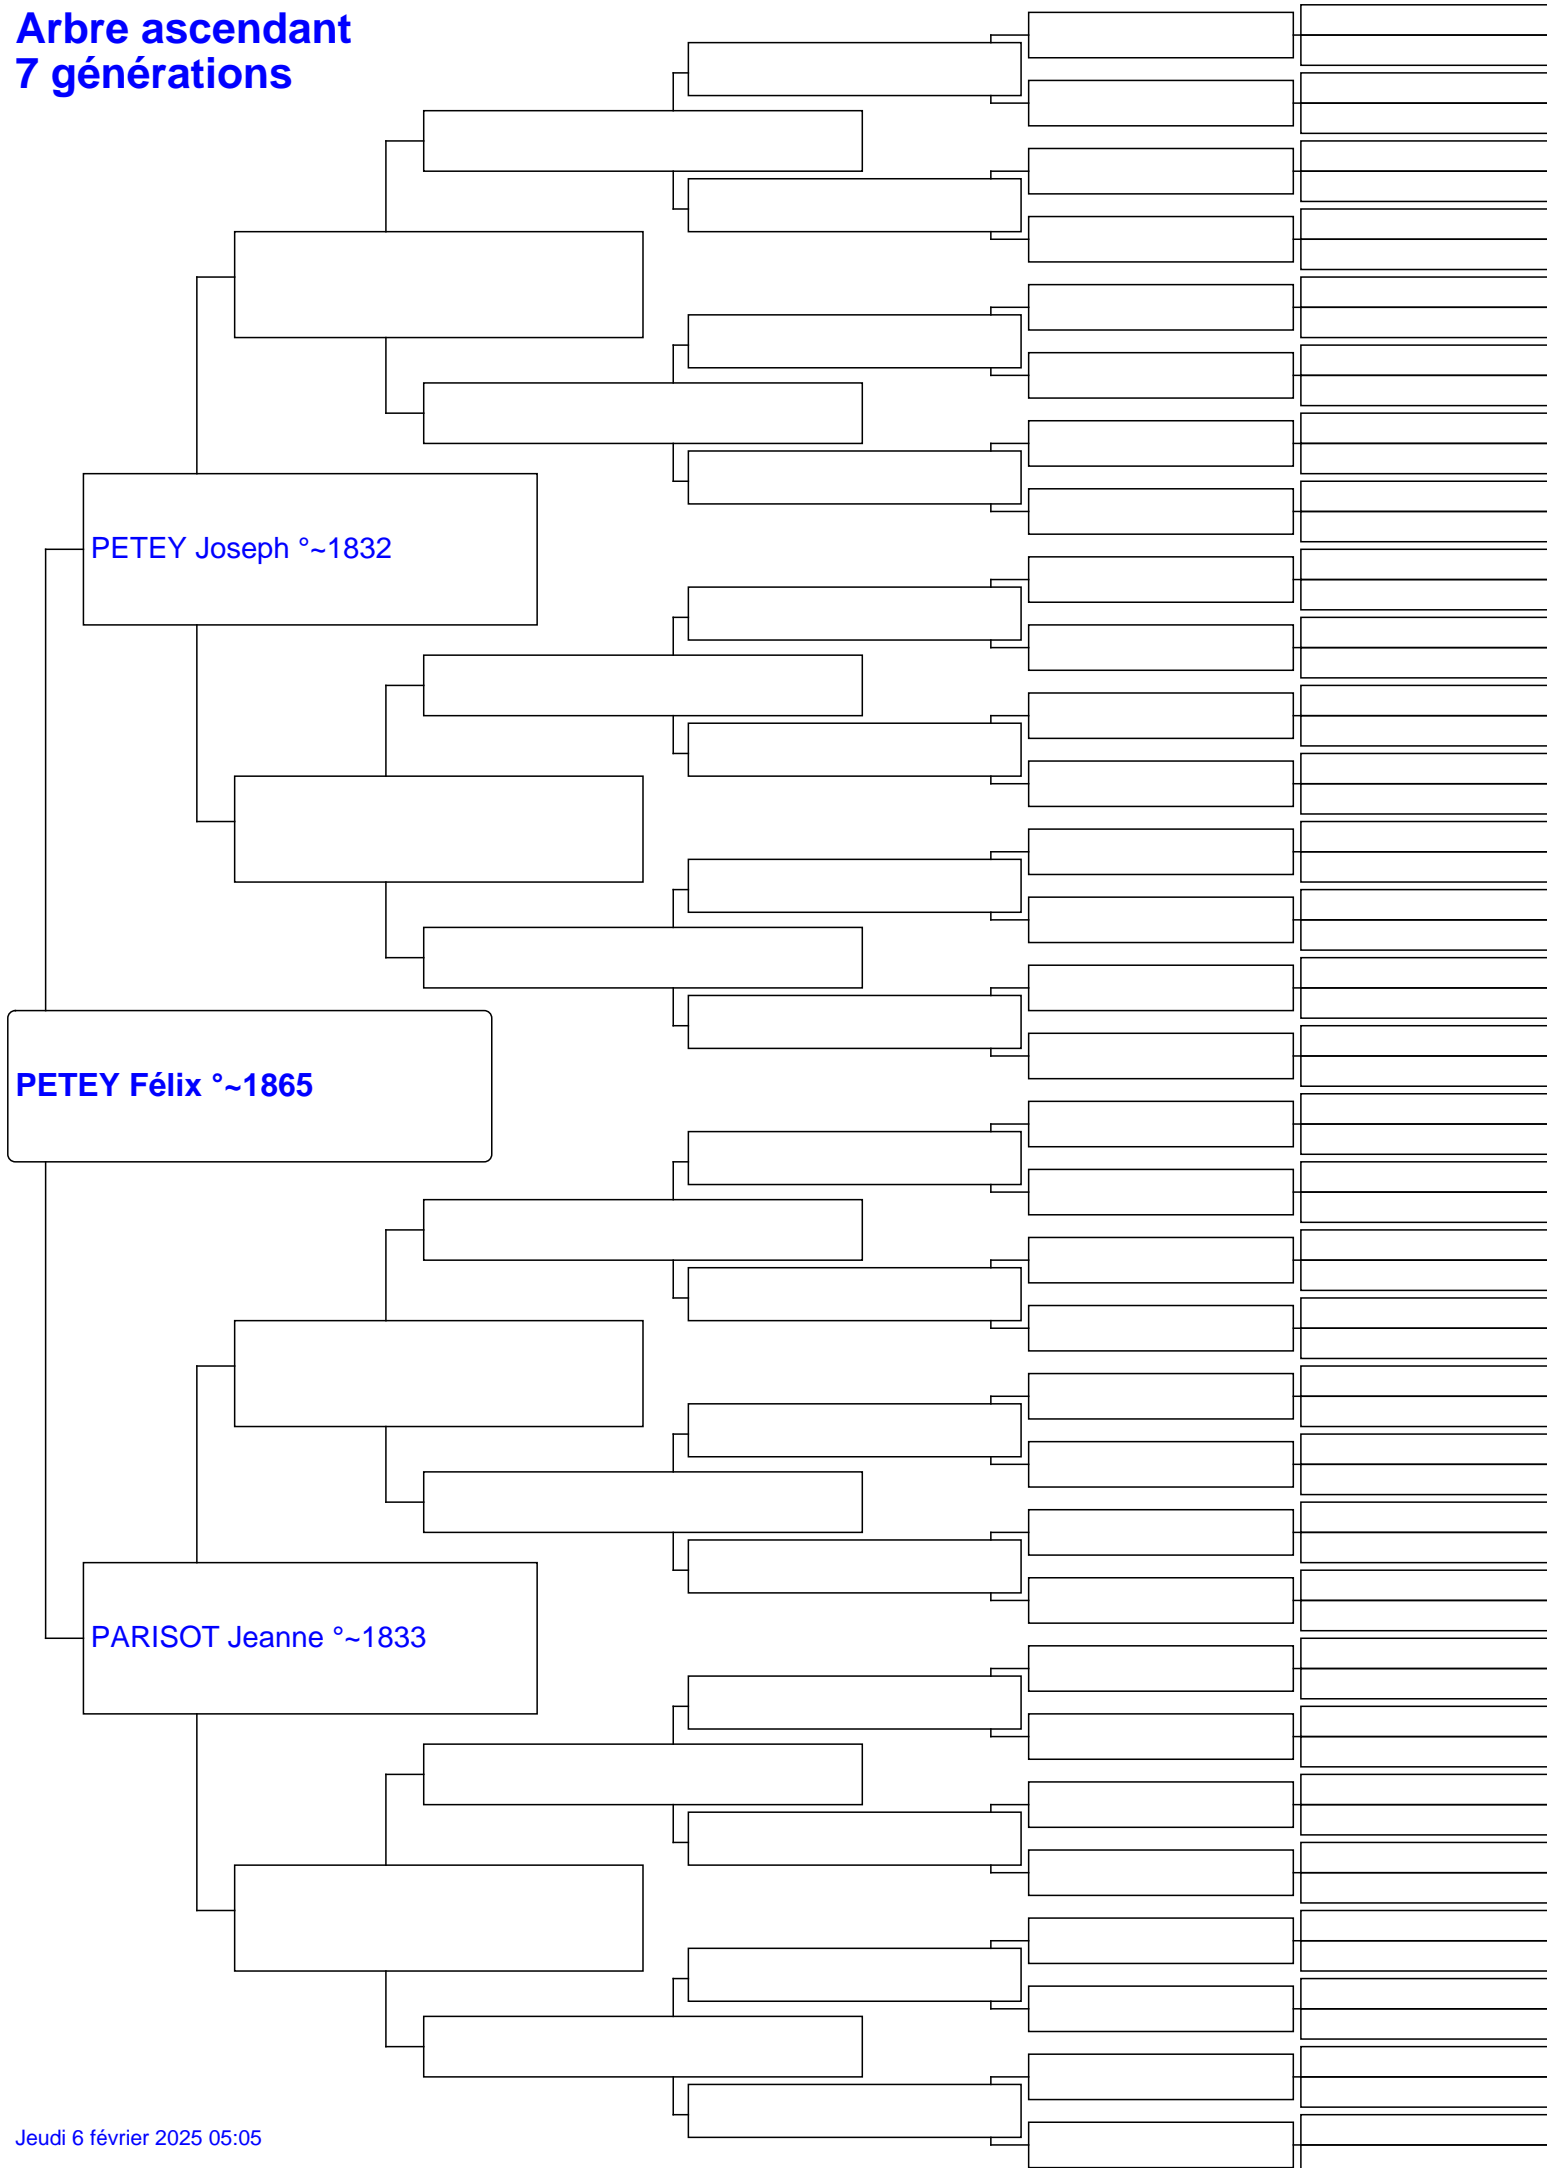 Arbre ascendant
7 générations
PETEY Joseph °~1832
PETEY Félix °~1865
PARISOT Jeanne °~1833
Jeudi 6 février 2025 05:05